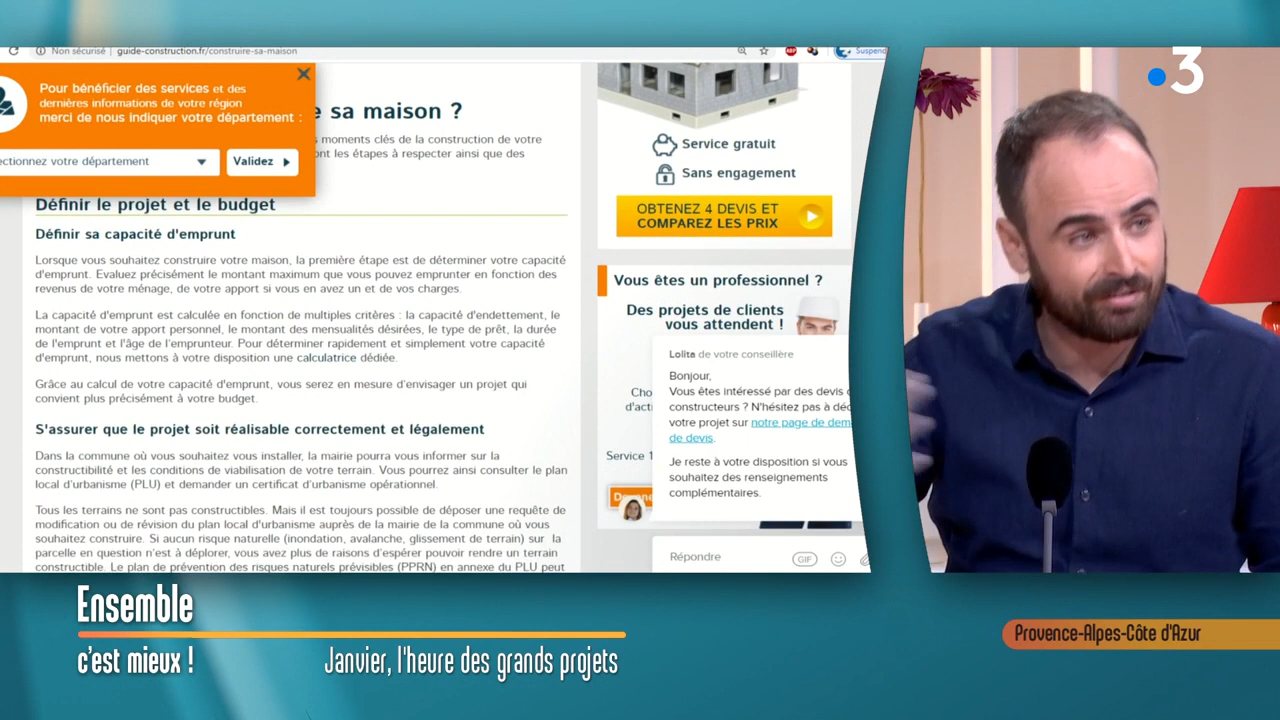 Non sécurisé | guide-construction.fr/construire-sa-maison
ABP
Suspend
3
Pour bénéficier des services et des
dernières informations de votre région
merci de nous indiquer votre département :
ectionnez votre département
Validez
e sa maison ?
s moments clés de la construction de votre
ont les étapes à respecter ainsi que des
Définir le projet et le budget
Définir sa capacité d'emprunt
Lorsque vous souhaitez construire votre maison, la première étape est de déterminer votre capacité
d'emprunt. Evaluez précisément le montant maximum que vous pouvez emprunter en fonction des
revenus de votre ménage, de votre apport si vous en avez un et de vos charges.
La capacité d'emprunt est calculée en fonction de multiples critères : la capacité d'endettement, le
montant de votre apport personnel, le montant des mensualités désirées, le type de prêt, la durée
de l'emprunt et l'âge de l'emprunteur. Pour déterminer rapidement et simplement votre capacité
d'emprunt, nous mettons à votre disposition une calculatrice dédiée.
Grâce au calcul de votre capacité d'emprunt, vous serez en mesure d'envisager un projet qui
convient plus précisément à votre budget.
S'assurer que le projet soit réalisable correctement et légalement
Dans la commune où vous souhaitez vous installer, la mairie pourra vous informer sur la
constructibilité et les conditions de viabilisation de votre terrain. Vous pourrez ainsi consulter le plan
local d'urbanisme (PLU) et demander un certificat d'urbanisme opérationnel.
Tous les terrains ne sont pas constructibles. Mais il est toujours possible de déposer une requête de
modification ou de révision du plan local d'urbanisme auprès de la mairie de la commune où vous
souhaitez construire. Si aucun risque naturelle (inondation, avalanche, glissement de terrain) sur la
parcelle en question n'est à déplorer, vous avez plus de raisons d'espérer pouvoir rendre un terrain
constructible. Le plan de prévention des risques naturels prévisibles (PPRN) en annexe du PLU peut
Service gratuit
Sans engagement
OBTENEZ 4 DEVIS ET
COMPAREZ LES PRIX
Vous êtes un professionnel ?
Des projets de clients
vous attendent !
Cho
d'acti
Service 1
Lolita de votre conseillère
Bonjour,
Vous êtes intéressé par des devis d
constructeurs ? N'hésitez pas à déc
votre projet sur notre page de dem
de devis.
Je reste à votre disposition si vous
souhaitez des renseignements
complémentaires.
Répondre
GIF
Ensemble
c'est mieux !
Janvier, l'heure des grands projets
Provence-Alpes-Côte d'Azur